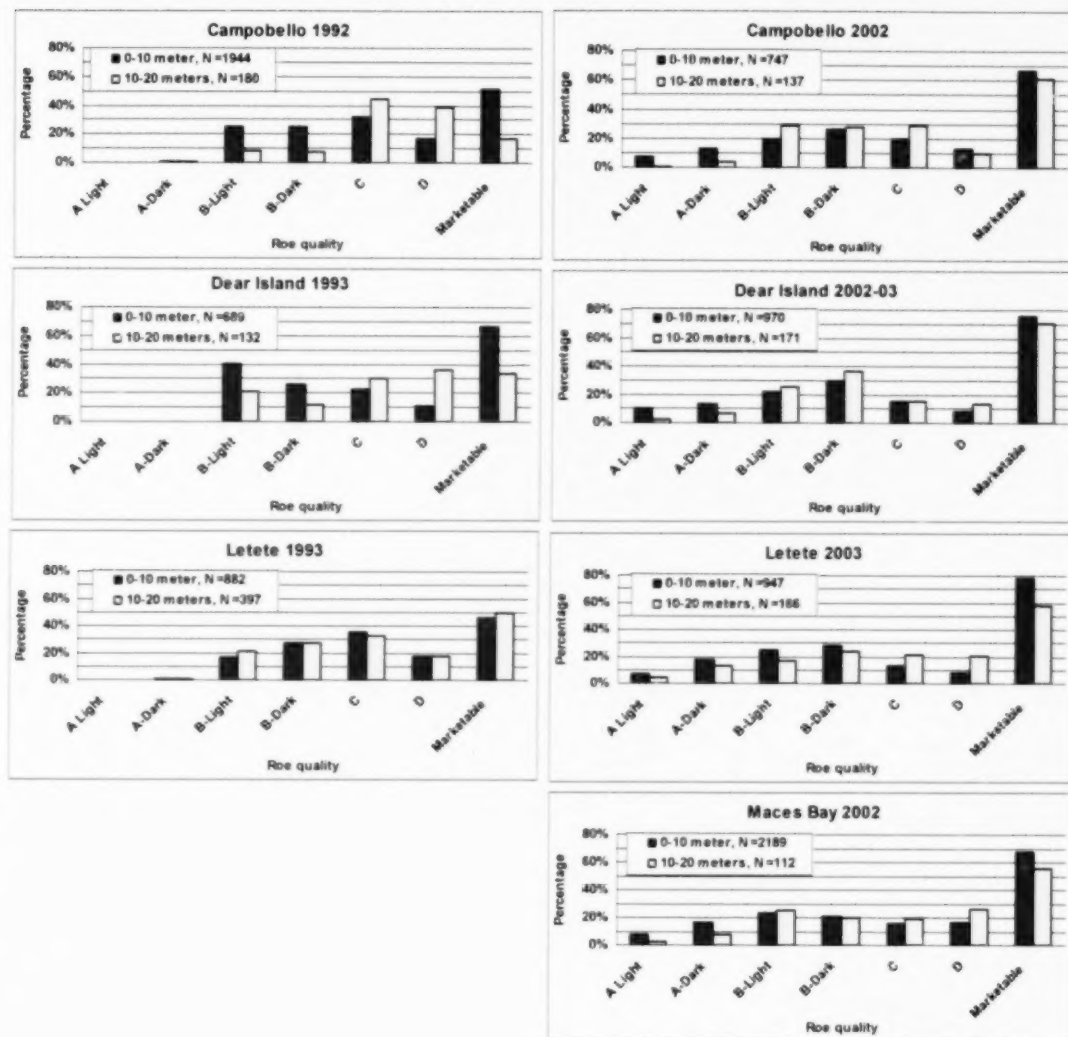 Campobello 1992
Percentage
80%
60%
40%
20%
0%
0-10 meter, N =1944
10-20 meters, N =180
A Light
A-Dark
B-Light
B-Dark
C
D
Marketable
Roe quality
Campobello 2002
Percentage
80%
60%
40%
20%
0%
0-10 meter, N =747
10-20 meters, N =137
A Light
A-Dark
B-Light
B-Dark
C
D
Marketable
Roe quality
Dear Island 1993
Percentage
80%
60%
40%
20%
0%
0-10 meter, N =689
10-20 meters, N =132
A Light
A-Dark
B-Light
B-Dark
C
D
Marketable
Roe quality
Dear Island 2002-03
Percentage
80%
60%
40%
20%
0%
0-10 meter, N =970
10-20 meters, N =171
A Light
A-Dark
B-Light
B-Dark
C
D
Marketable
Roe quality
Letete 1993
Percentage
80%
60%
40%
20%
0%
0-10 meter, N =882
10-20 meters, N =397
A Light
A-Dark
B-Light
B-Dark
C
D
Marketable
Roe quality
Letete 2003
Percentage
80%
60%
40%
20%
0%
0-10 meter, N =947
10-20 meters, N =166
A Light
A-Dark
B-Light
B-Dark
C
D
Marketable
Roe quality
Maces Bay 2002
Percentage
80%
60%
40%
20%
0%
0-10 meter, N =2189
10-20 meters, N =112
A Light
A-Dark
B-Light
B-Dark
C
D
Marketable
Roe quality